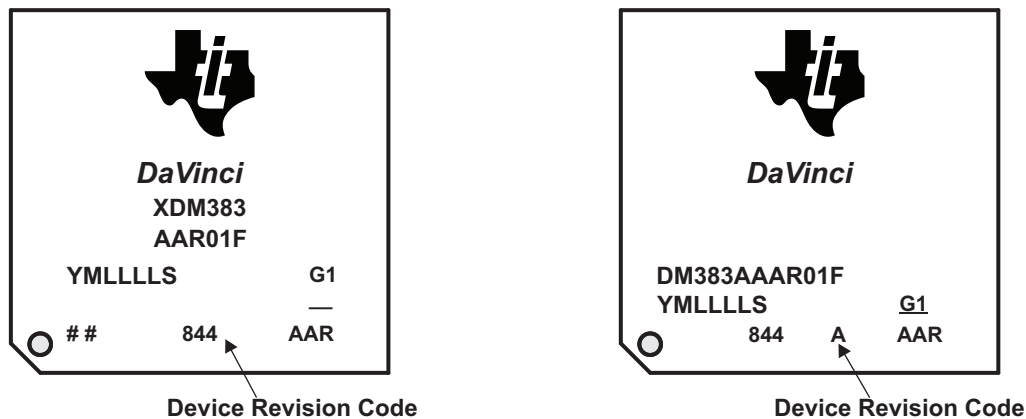 DaVinci
XDM383
AAR01F
YMLLLLS G1
# # 844 AAR
Device Revision Code
DaVinci
DM383AAAR01F
YMLLLLS G1
844 A AAR
Device Revision Code